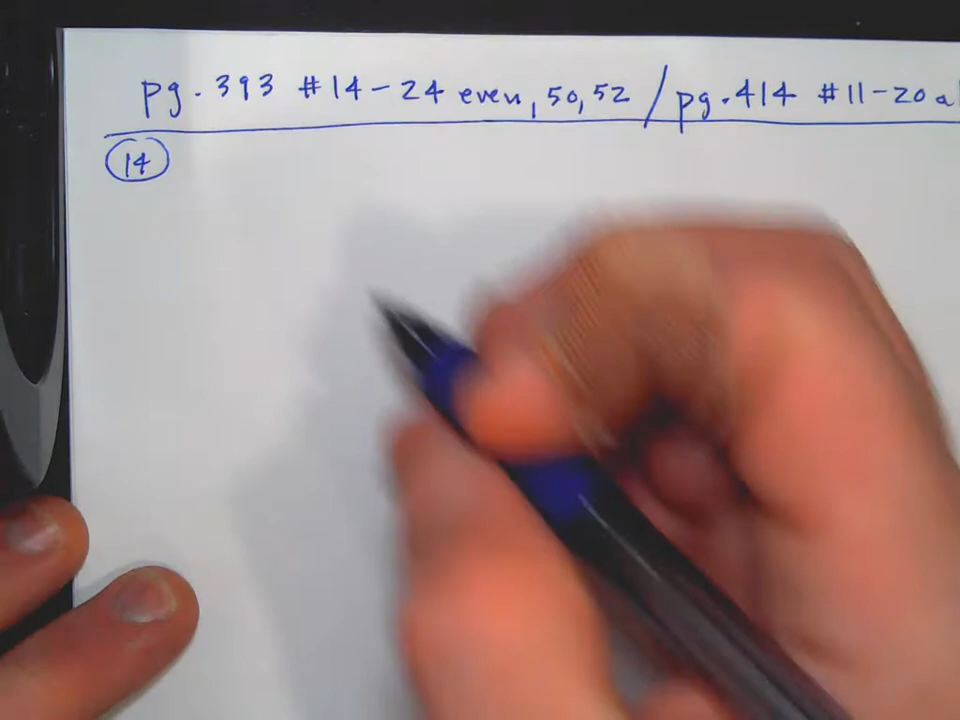 pg. 393 #14-24 even, 50, 52 / pg. 414 #11-20
14